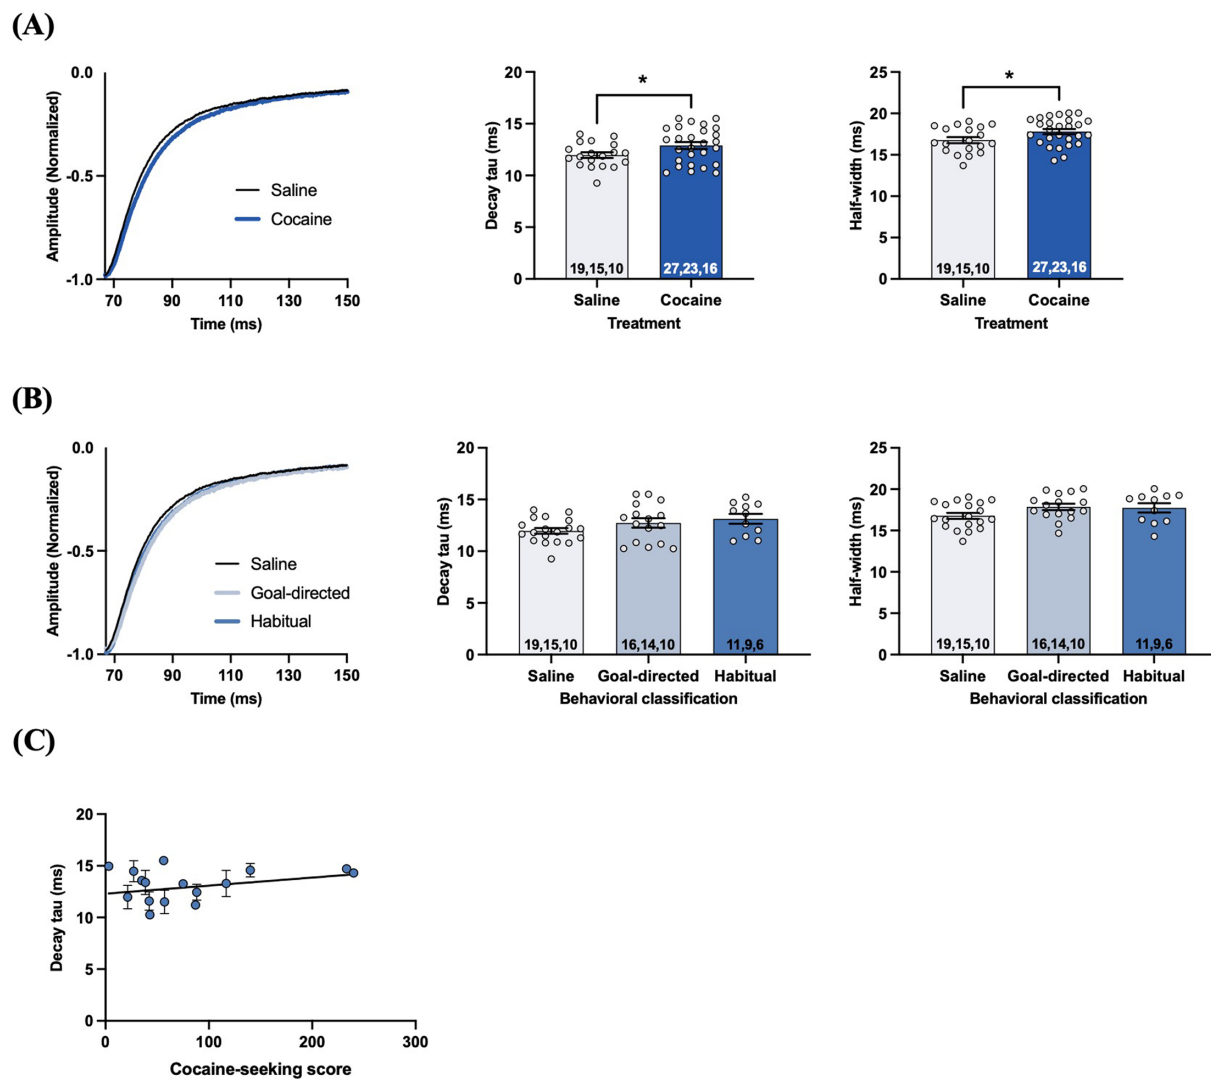 (A)
0.0
-0.5
-1.0
Amplitude (Normalized)
Saline
Cocaine
70 90 110 130 150
Time (ms)
20
15
10
5
0
Decay tau (ms)
*
19,15,10 27,23,16
Saline Cocaine
Treatment
25
20
15
10
5
0
Half-width (ms)
*
19,15,10 27,23,16
Saline Cocaine
Treatment
(B)
0.0
-0.5
-1.0
Amplitude (Normalized)
Saline
Goal-directed
Habitual
70 90 110 130 150
Time (ms)
20
15
10
5
0
Decay tau (ms)
19,15,10 16,14,10 11,9,6
Saline Goal-directed Habitual
Behavioral classification
25
20
15
10
5
0
Half-width (ms)
19,15,10 16,14,10 11,9,6
Saline Goal-directed Habitual
Behavioral classification
(C)
20
15
10
5
0
Decay tau (ms)
0 100 200 300
Cocaine-seeking score